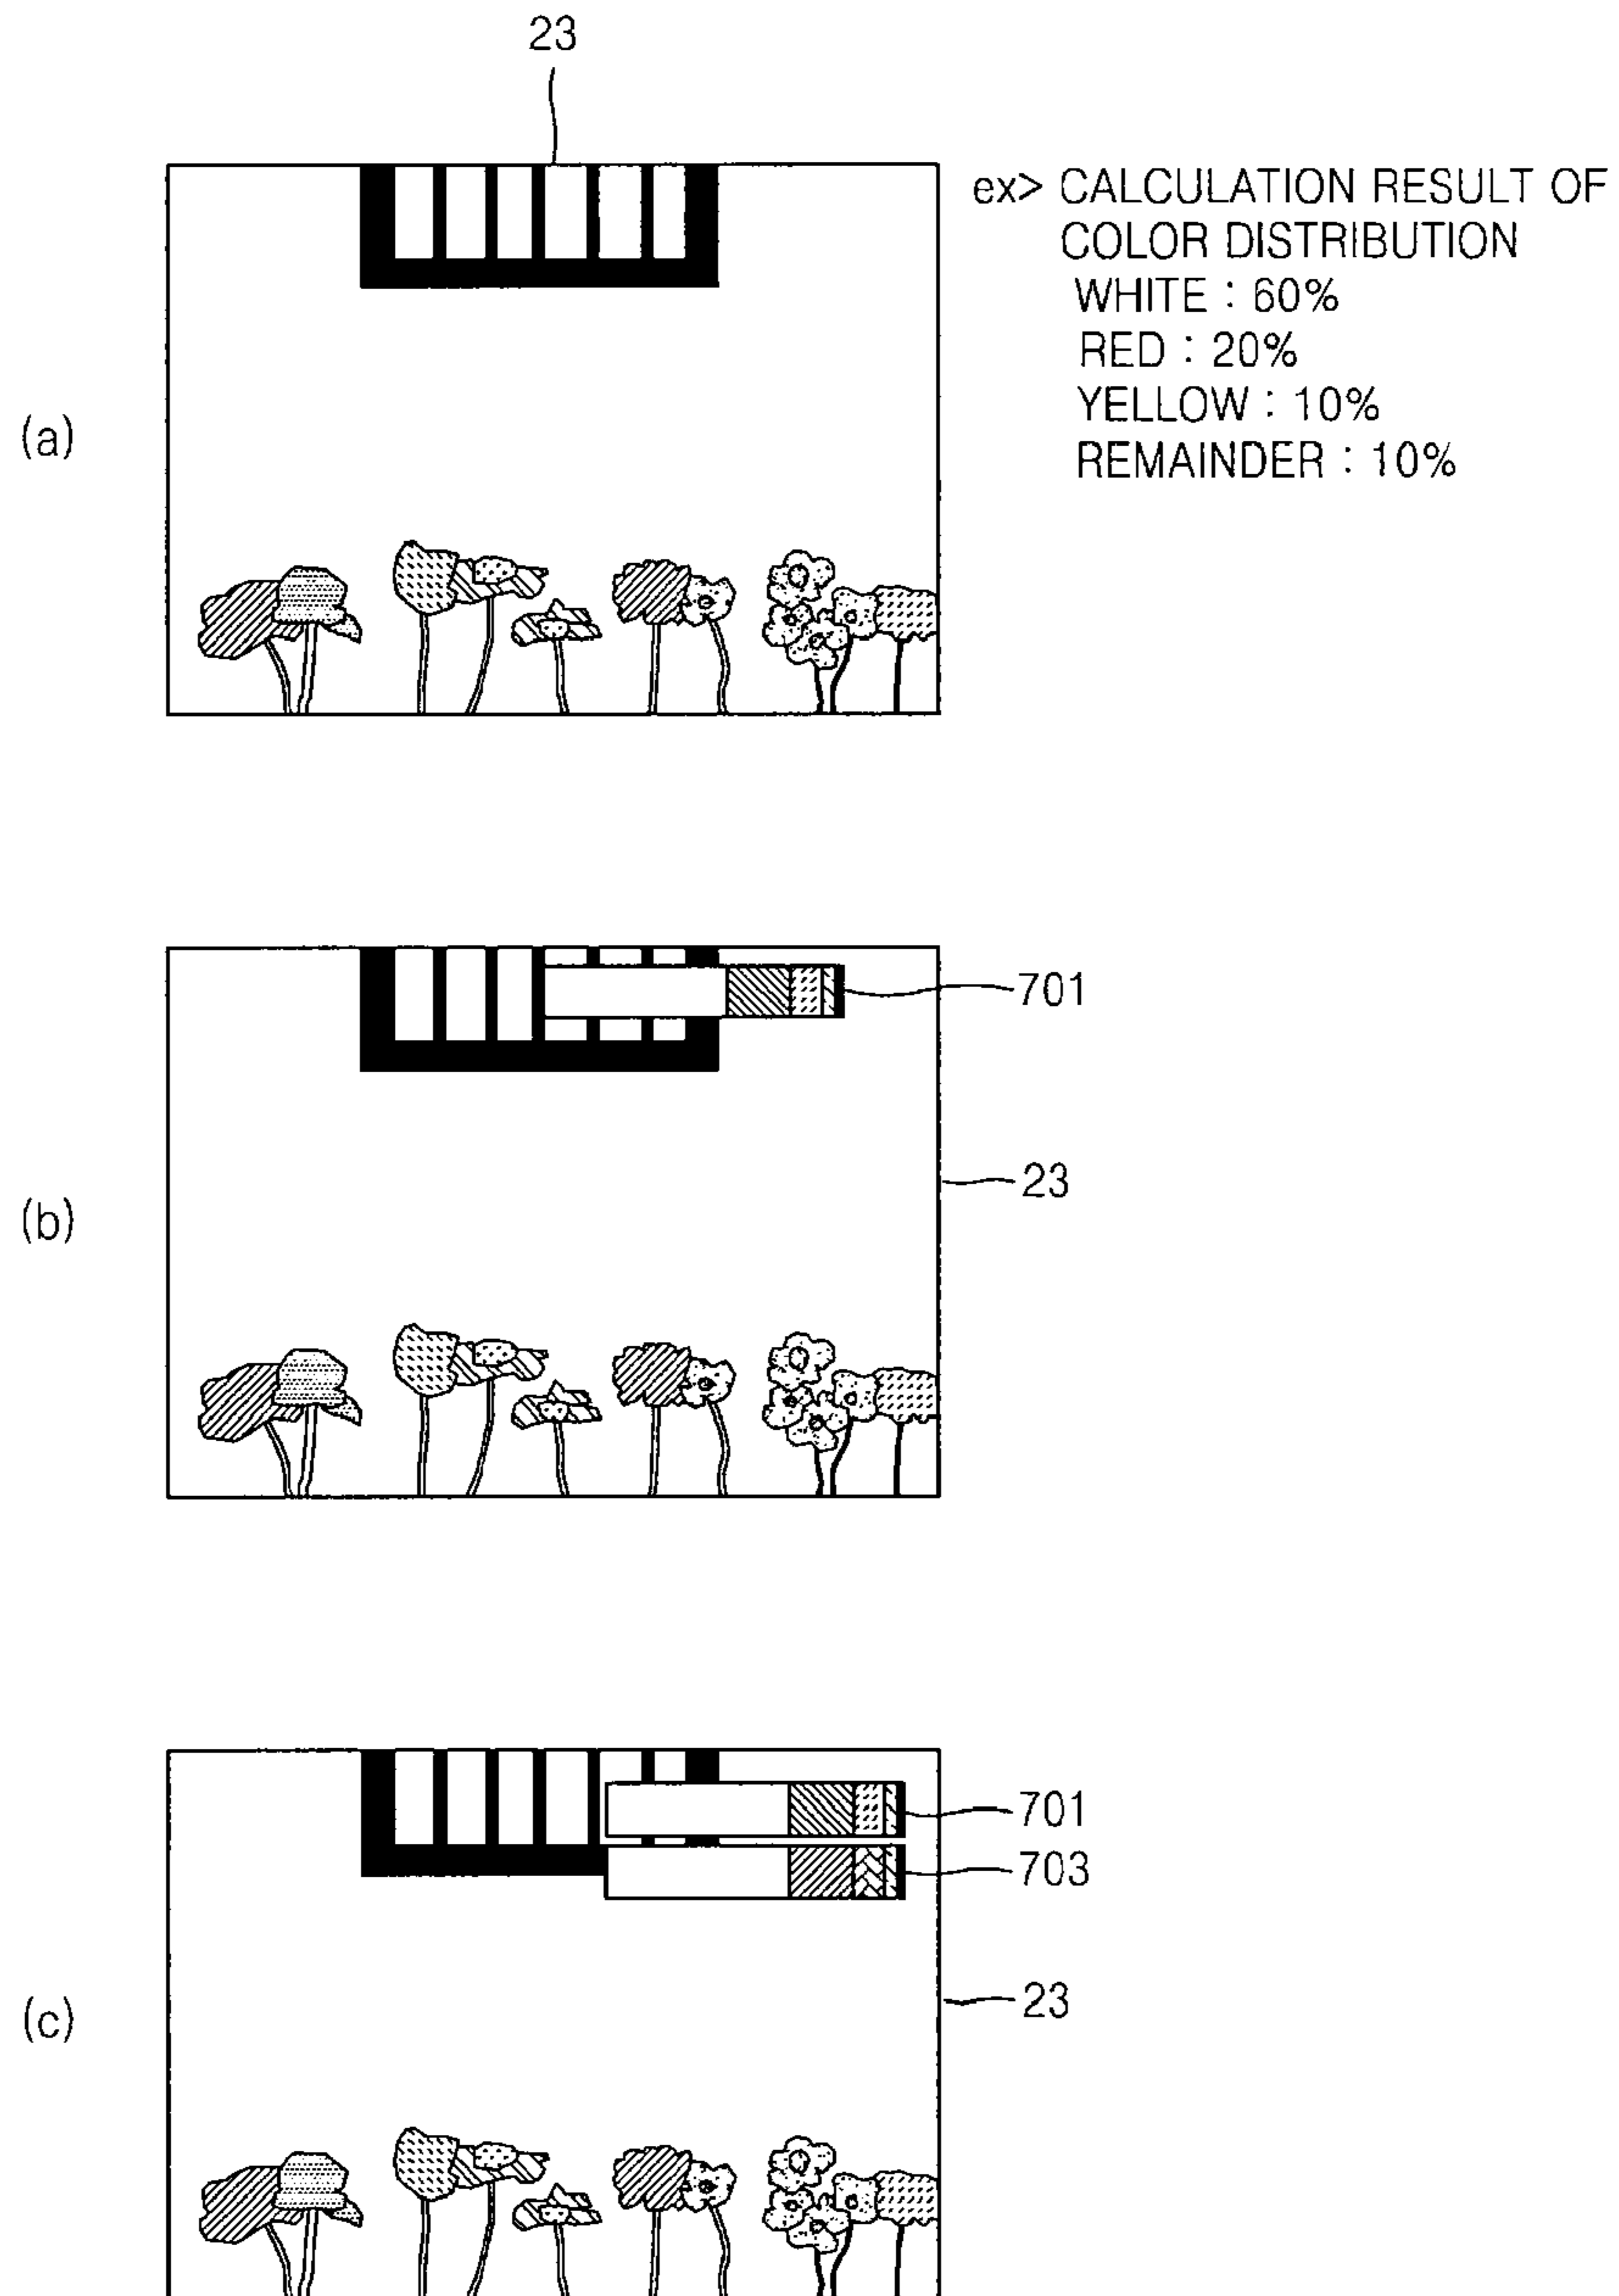 23
ex> CALCULATION RESULT OF
COLOR DISTRIBUTION
WHITE : 60%
RED : 20%
YELLOW : 10%
REMAINDER : 10%
(a)
701
23
(b)
701
703
23
(c)